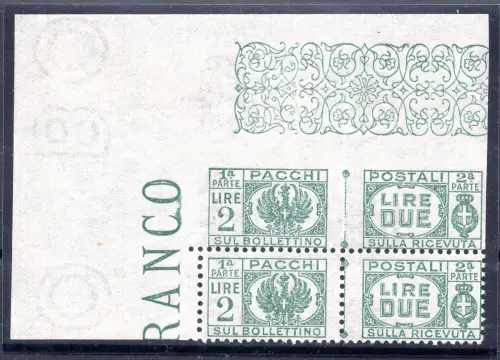 1ª PARTE PACCHI
LIRE 2
SUL BOLLETTINO
POSTALI 2ª PARTE
LIRE DUE
SULLA RICEVUTA
RANCO
1ª PARTE PACCHI
LIRE 2
SUL BOLLETTINO
POSTALI 2ª PARTE
LIRE DUE
SULLA RICEVUTA